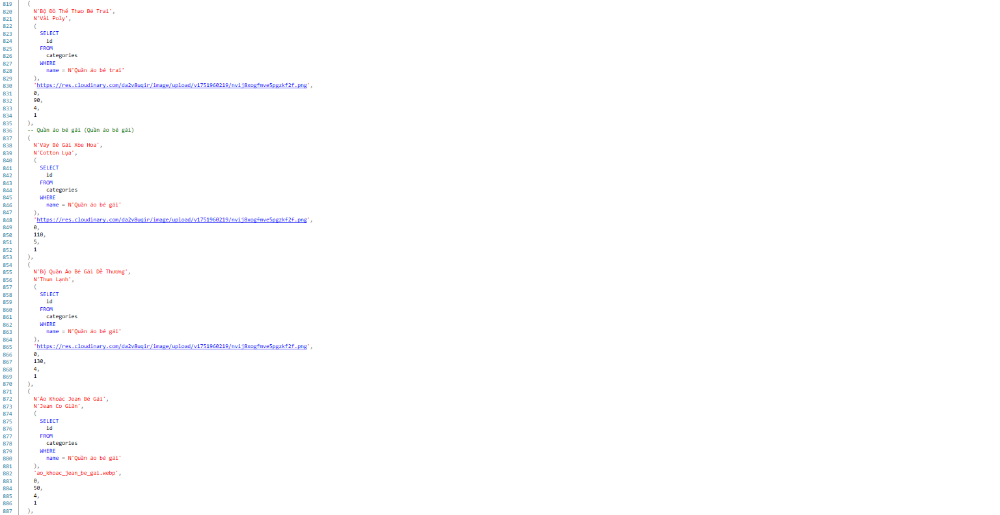 819 (
820 N'Bộ Đồ Thể Thao Bé Trai',
821 N'Vải Poly',
822 (
823 SELECT
824 id
825 FROM
826 categories
827 WHERE
828 name = N'Quần áo bé trai'
829 ),
830 'https://res.cloudinary.com/da2v8uqir/image/upload/v1751960219/nvij8xogfmve5pgzkf2f.png',
831 0,
832 90,
833 4,
834 1
835 ),
836 -- Quần áo bé gái (Quần áo bé gái)
837 (
838 N'Váy Bé Gái Xòe Hoa',
839 N'Cotton Lụa',
840 (
841 SELECT
842 id
843 FROM
844 categories
845 WHERE
846 name = N'Quần áo bé gái'
847 ),
848 'https://res.cloudinary.com/da2v8uqir/image/upload/v1751960219/nvij8xogfmve5pgzkf2f.png',
849 0,
850 110,
851 5,
852 1
853 ),
854 (
855 N'Bộ Quần Áo Bé Gái Dễ Thương',
856 N'Thun Lạnh',
857 (
858 SELECT
859 id
860 FROM
861 categories
862 WHERE
863 name = N'Quần áo bé gái'
864 ),
865 'https://res.cloudinary.com/da2v8uqir/image/upload/v1751960219/nvij8xogfmve5pgzkf2f.png',
866 0,
867 130,
868 4,
869 1
870 ),
871 (
872 N'Áo Khoác Jean Bé Gái',
873 N'Jean Co Giãn',
874 (
875 SELECT
876 id
877 FROM
878 categories
879 WHERE
880 name = N'Quần áo bé gái'
881 ),
882 'ao_khoac_jean_be_gai.webp',
883 0,
884 50,
885 4,
886 1
887 ),